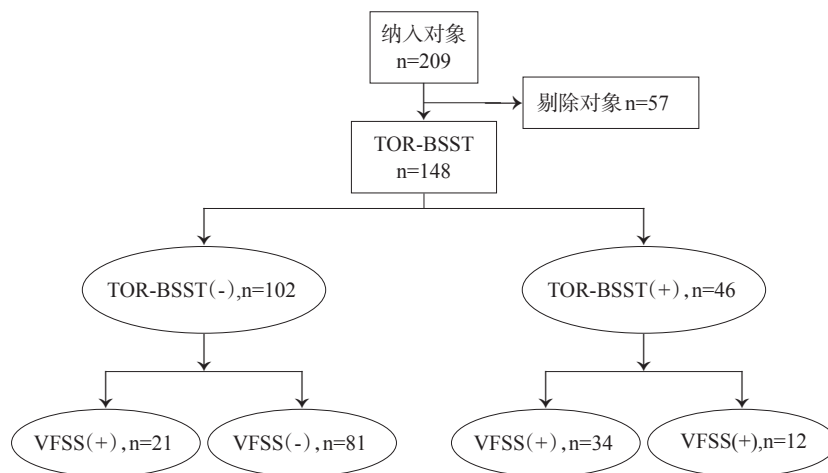 纳入对象
n=209
剔除对象n=57
TOR-BSST
n=148
TOR-BSST(-),n=102
TOR-BSST(+),n=46
VFSS(+),n=21
VFSS(-),n=81
VFSS(+),n=34
VFSS(+),n=12